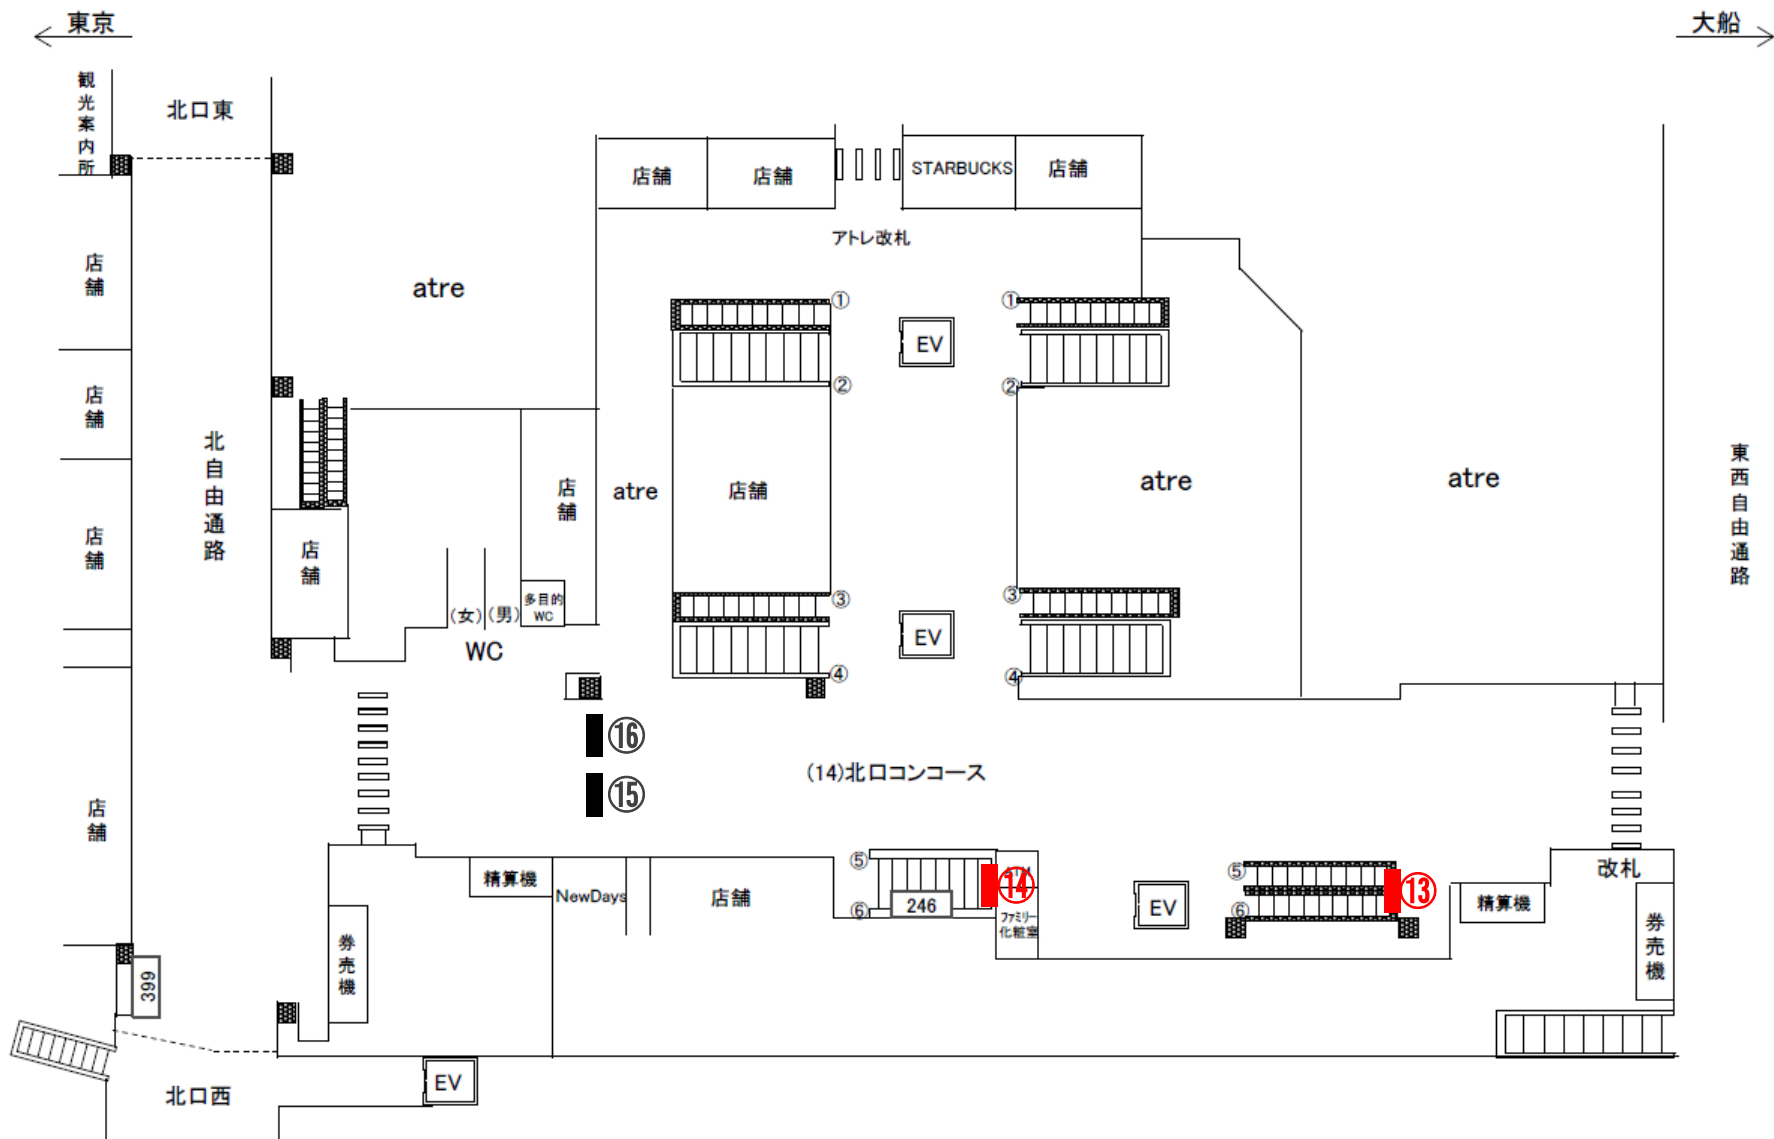 東京
大船
観光案内所
北口東
店舗
店舗
STARBUCKS
店舗
アトレ改札
店舗
atre
①
①
EV
②
②
店舗
北自由通路
店舗
atre
店舗
atre
atre
東西自由通路
店舗
店舗
(女)
(男)
多目的
WC
WC
③
③
EV
④
④
⑯
⑮
(14)北口コンコース
店舗
精算機
NewDays
店舗
⑤
⑥
246
⑭
ファミリー
化粧室
EV
⑤
⑥
⑬
精算機
改札
券売機
券売機
399
北口西
EV